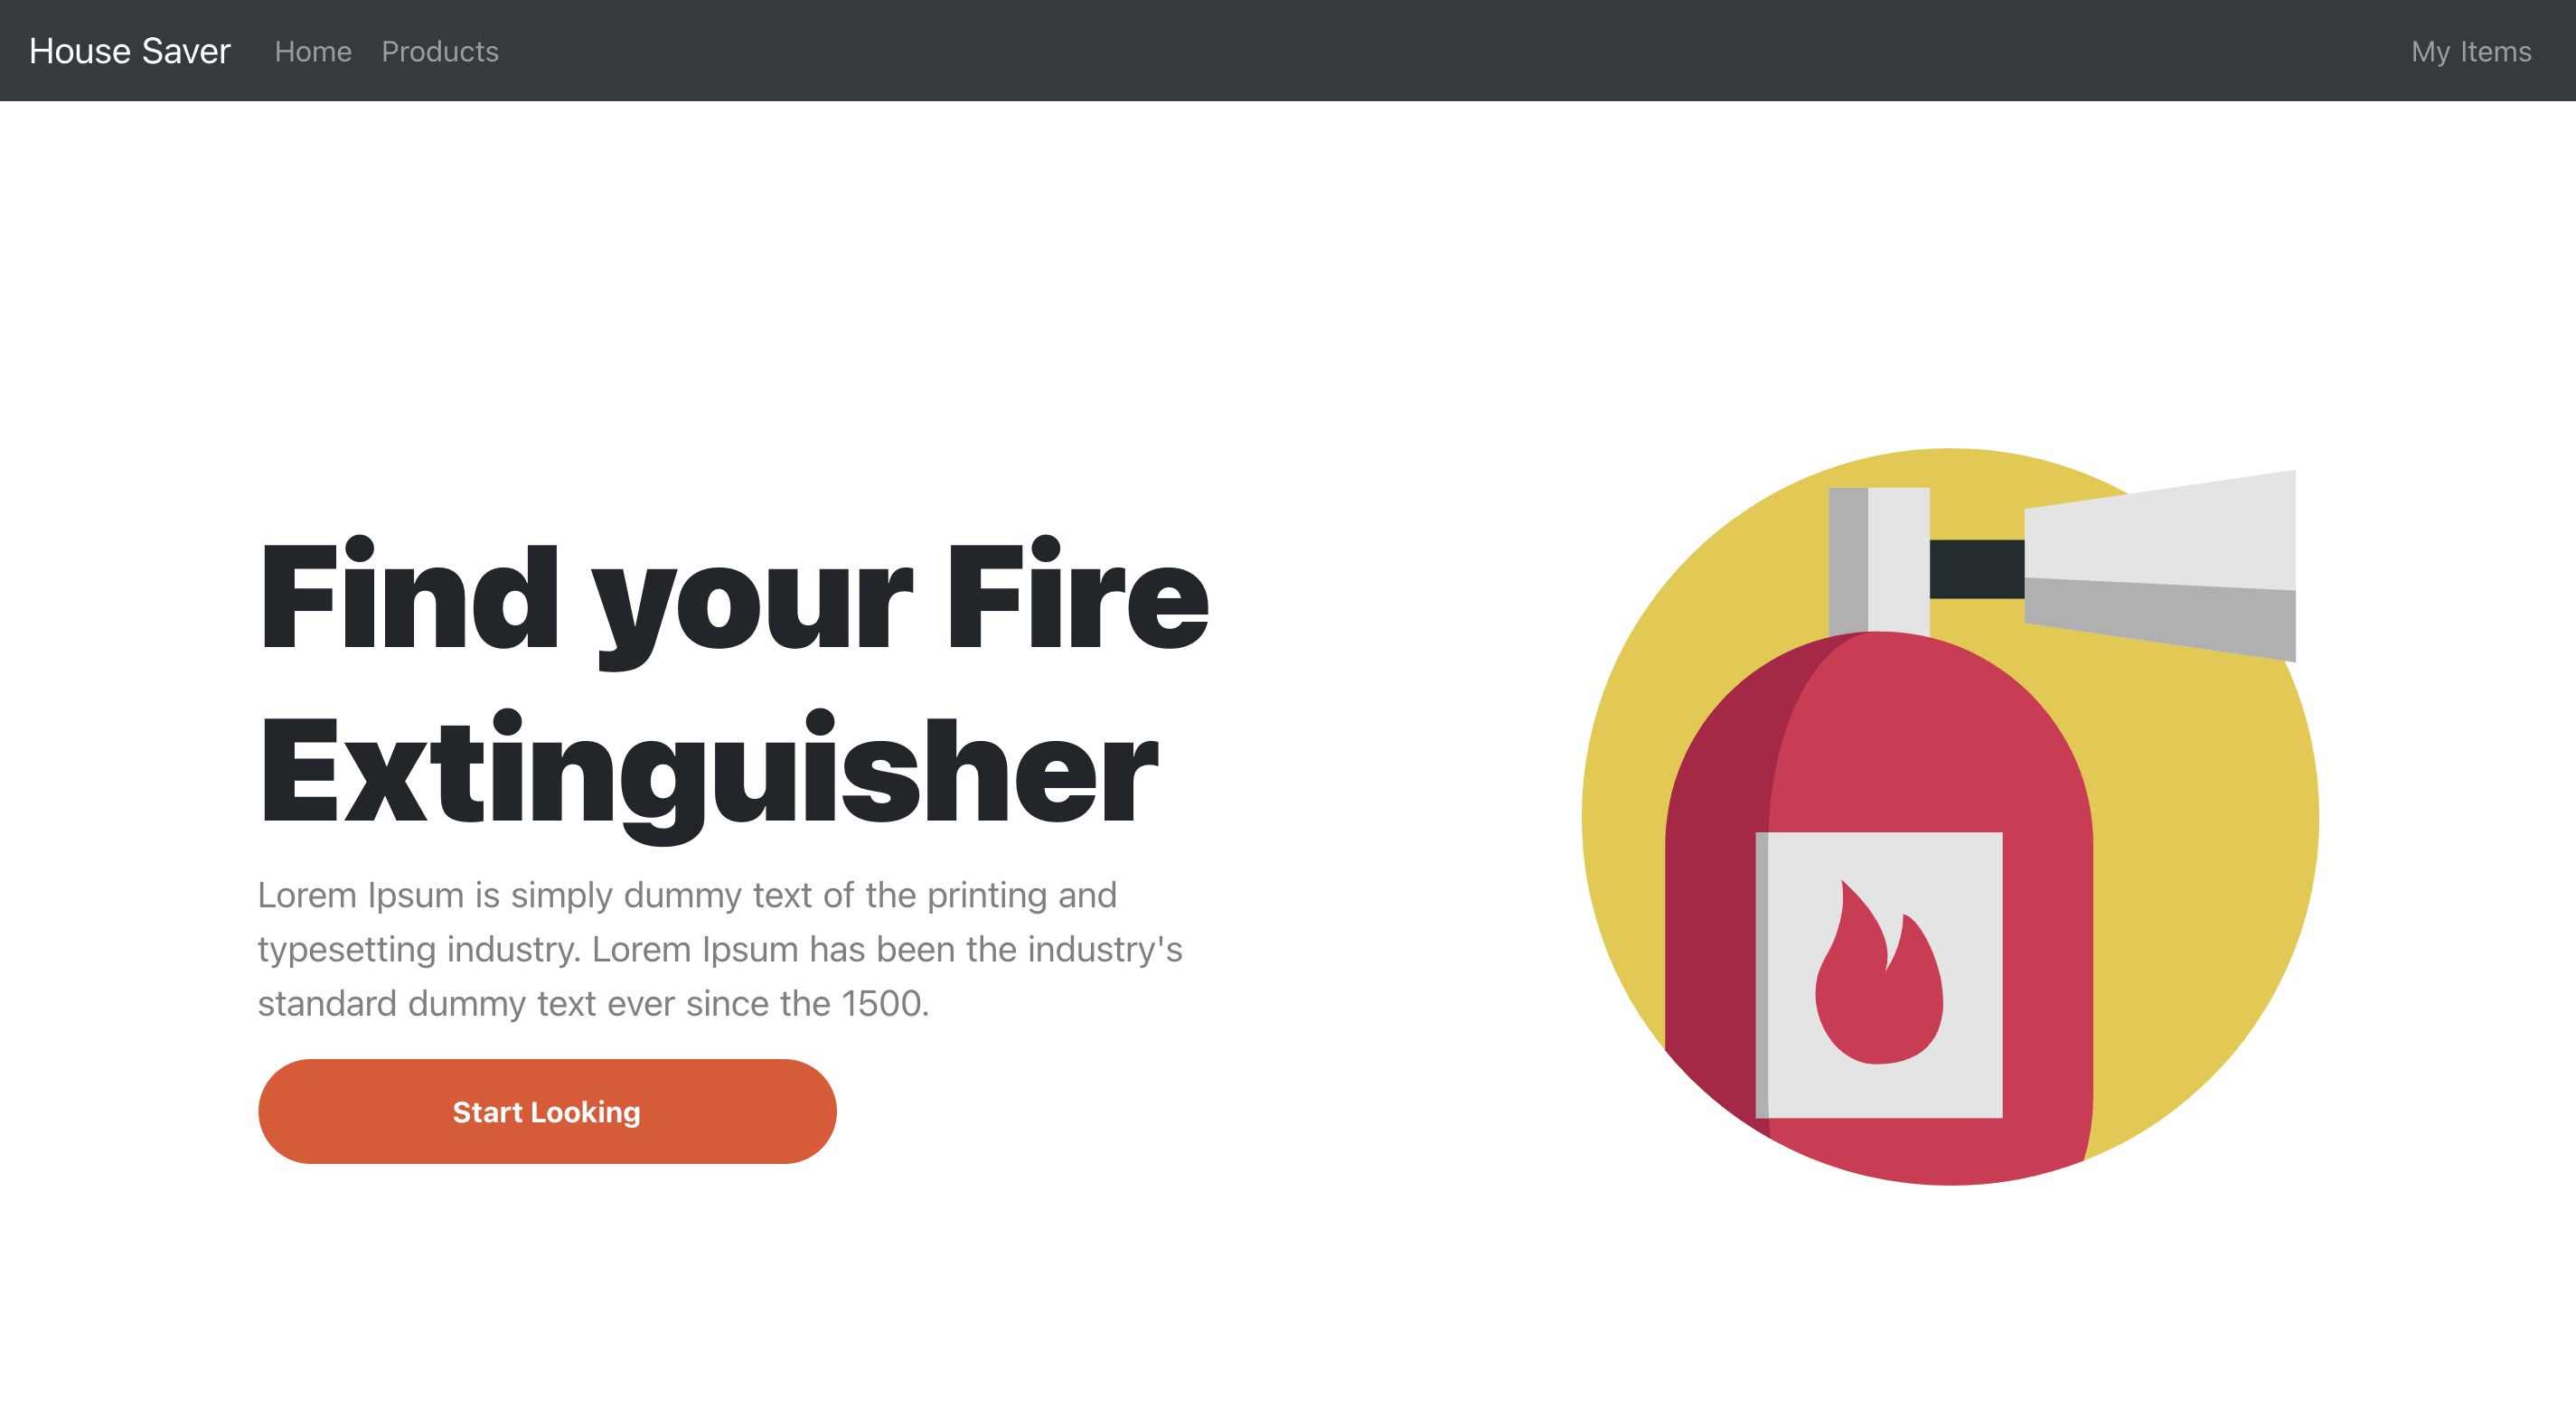 House Saver Home Products My Items
Find your Fire
Extinguisher
Lorem Ipsum is simply dummy text of the printing and
typesetting industry. Lorem Ipsum has been the industry's
standard dummy text ever since the 1500.
Start Looking